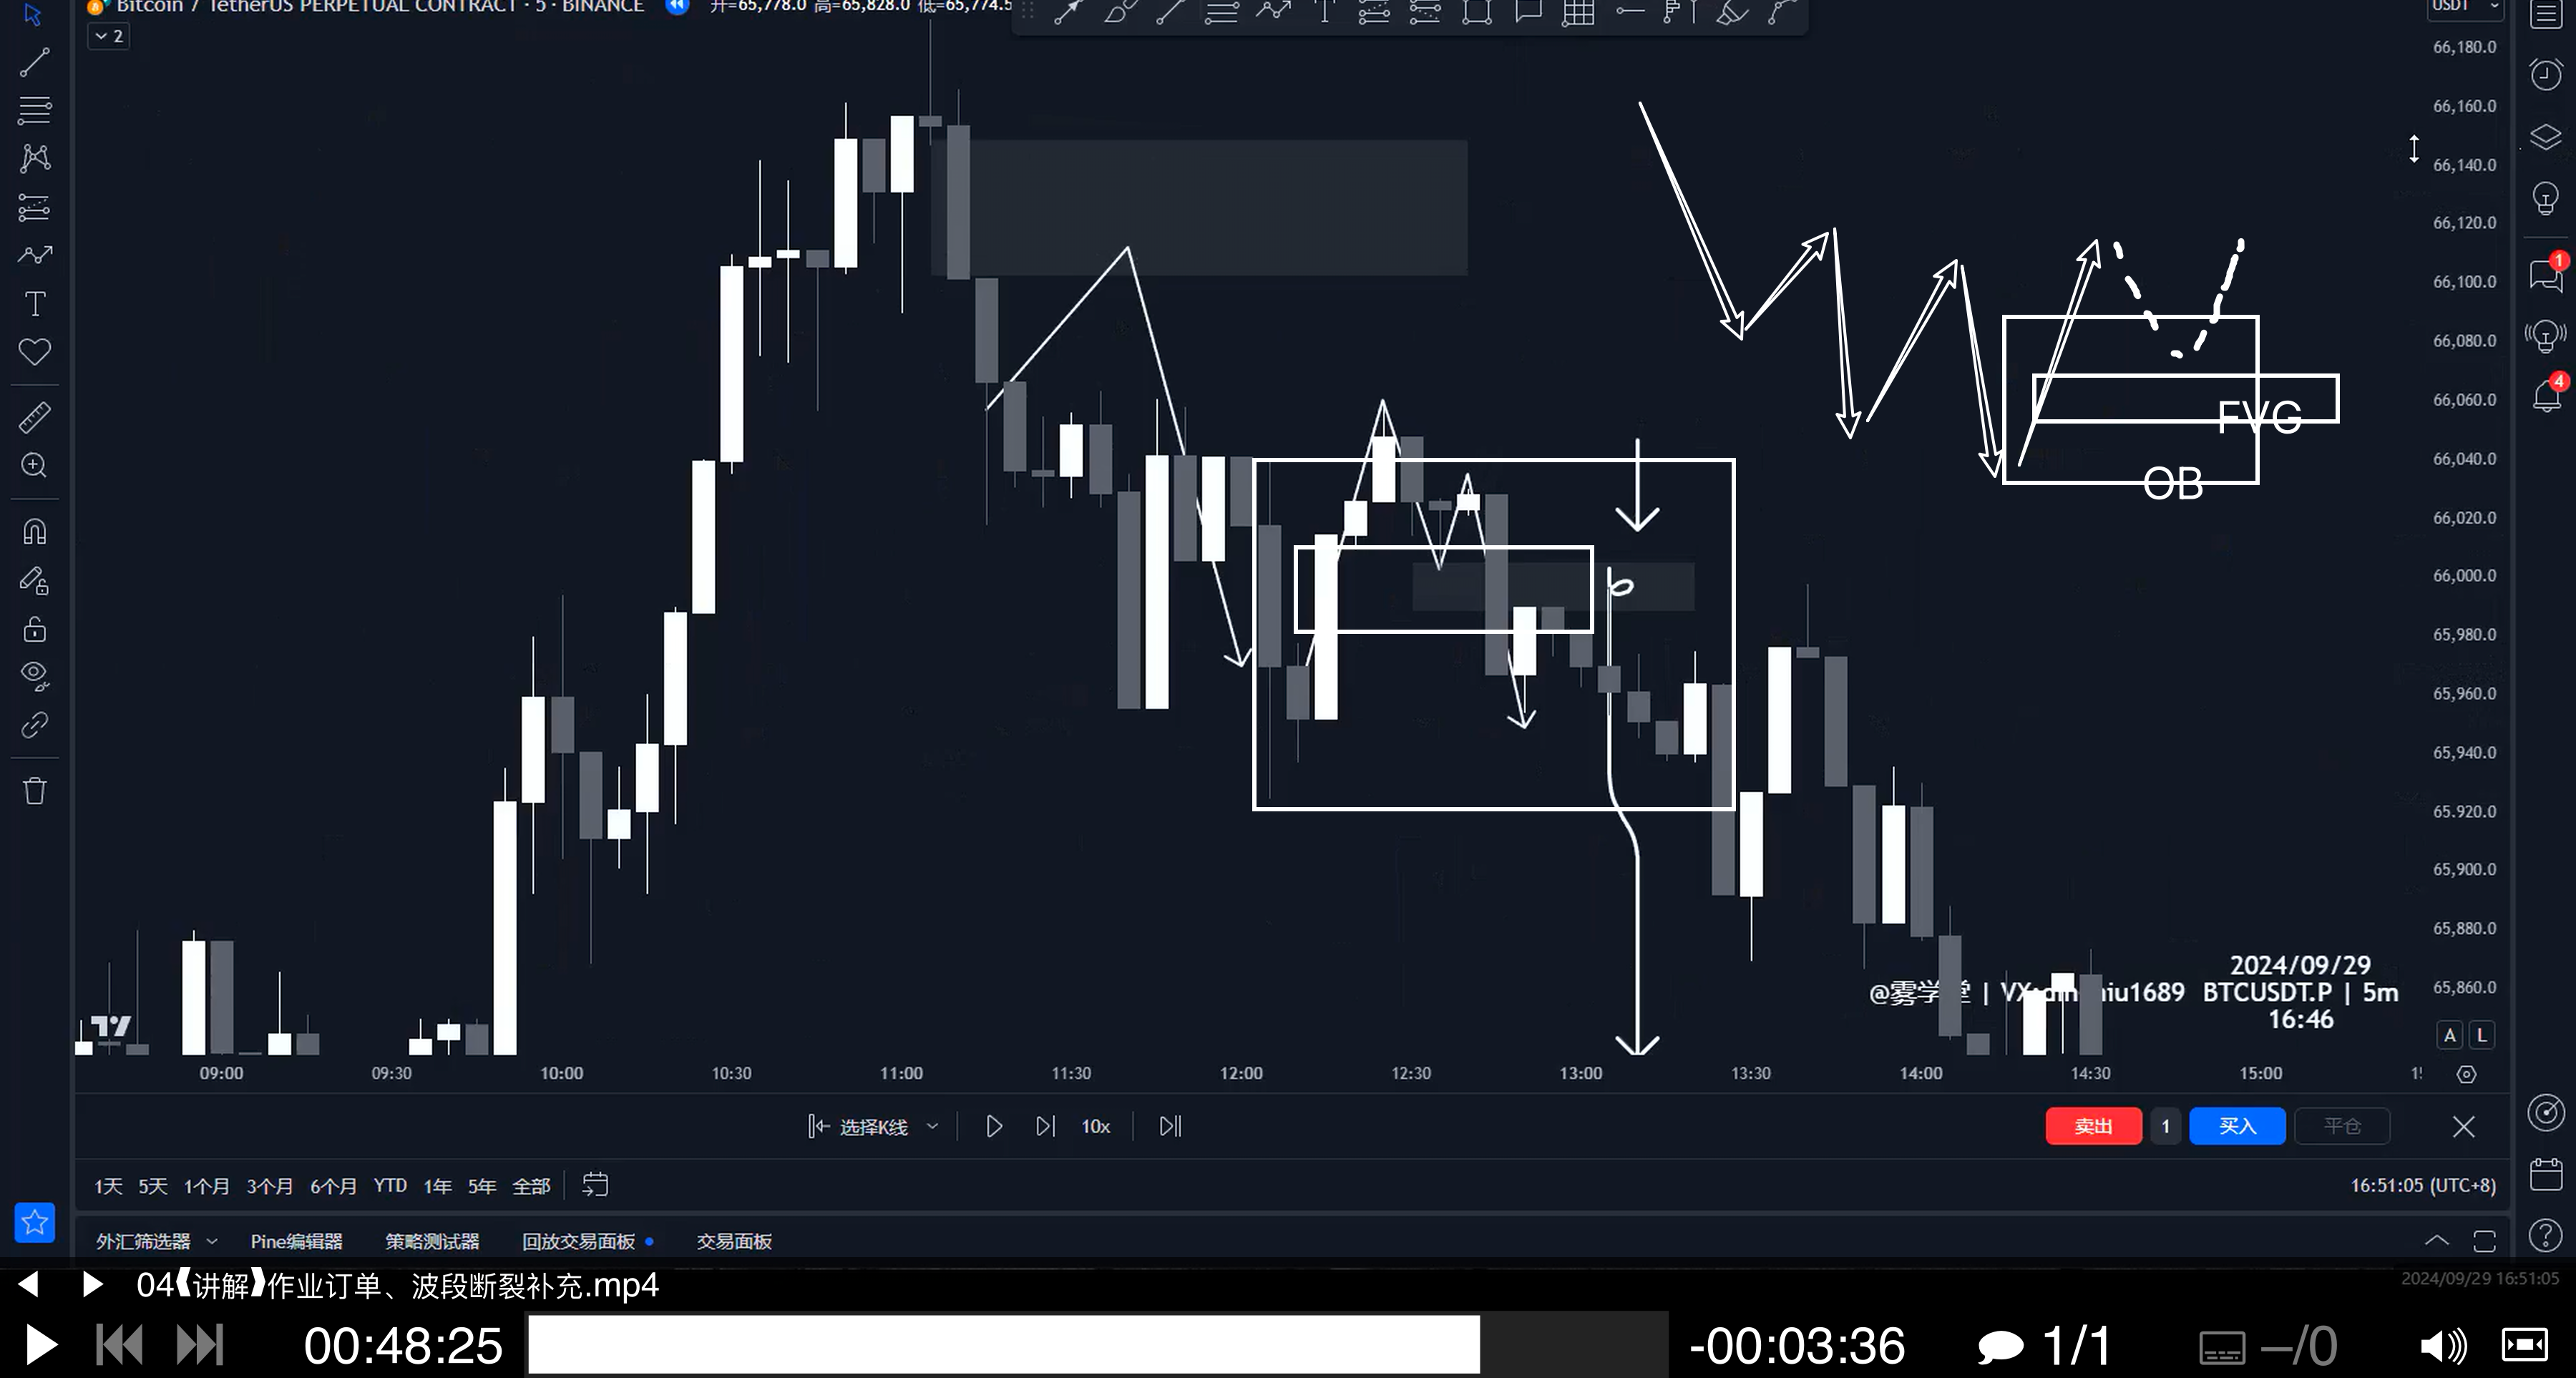 Bitcoin / TetherUS PERPETUAL CONTRACT · 5 · BINANCE 开=65,778.0 高=65,828.0 低=65,774.5
USDT
2
66,180.0
66,160.0
66,140.0
66,120.0
66,100.0
66,080.0
66,060.0
66,040.0
66,020.0
66,000.0
65,980.0
65,960.0
65,940.0
65,920.0
65,900.0
65,880.0
65,860.0
1
4
FVG
OB
2024/09/29
@雾学堂 | BTCUSDT.P | 5m
16:46
A L
09:00 09:30 10:00 10:30 11:00 11:30 12:00 12:30 13:00 13:30 14:00 14:30 15:00
选择K线 10x 卖出 1 买入 平仓
1天 5天 1个月 3个月 6个月 YTD 1年 5年 全部 16:51:05 (UTC+8)
外汇筛选器 Pine编辑器 策略测试器 回放交易面板 交易面板
04【讲解】作业订单、波段断裂补充.mp4 2024/09/29 16:51:05
00:48:25 -00:03:36 1/1 –/0